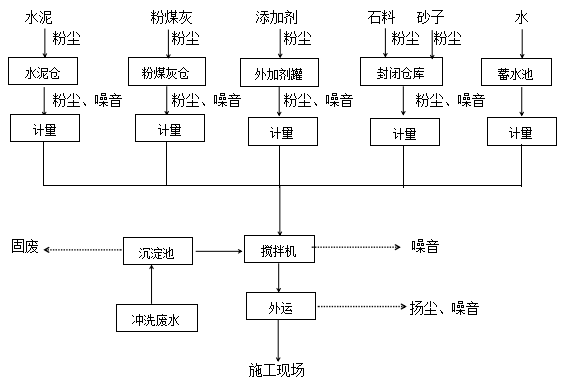 水泥 粉煤灰 添加剂 石料 砂子 水
粉尘 粉尘 粉尘 粉尘 粉尘
水泥仓 粉煤灰仓 外加剂罐 封闭仓库 蓄水池
粉尘、噪音 粉尘、噪音 粉尘、噪音 粉尘、噪音
计量 计量 计量 计量 计量
固废 沉淀池 搅拌机 噪音
冲洗废水 外运 扬尘、噪音
施工现场